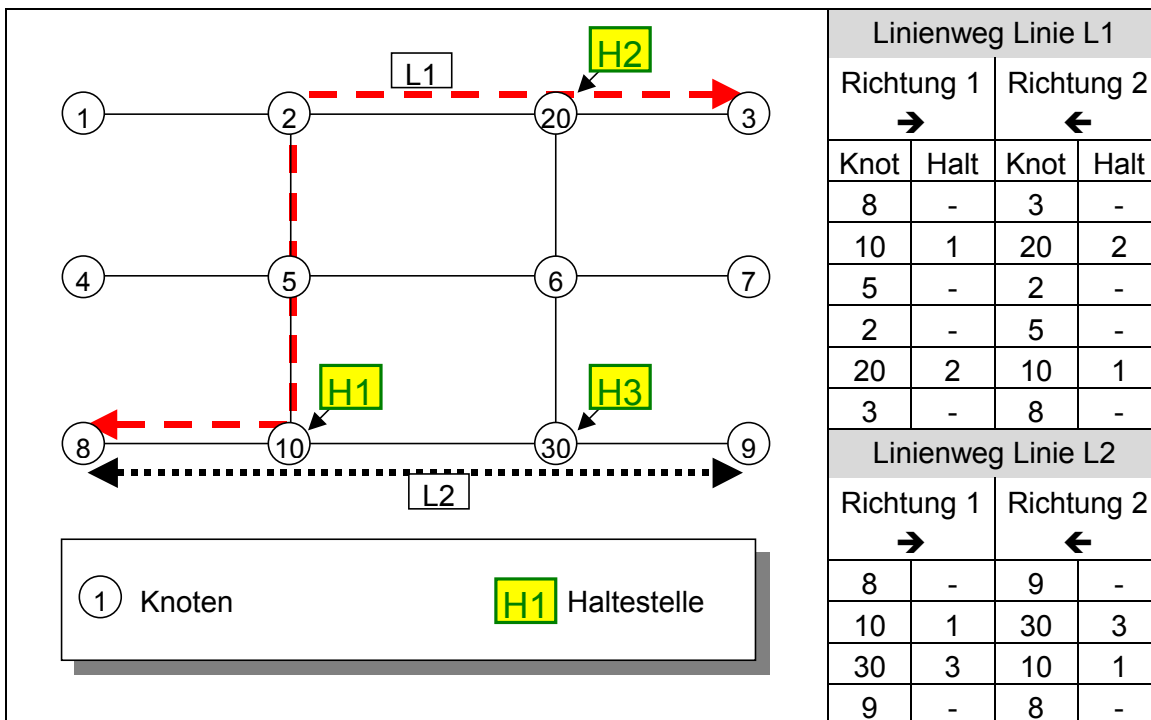 H2
L1
1 2 20 3
4 5 6 7
H1 H3
8 10 30 9
L2
1 Knoten H1 Haltestelle
Linienweg Linie L1
Richtung 1 Richtung 2
➔ 🡸
Knot Halt Knot Halt
8 - 3 -
10 1 20 2
5 - 2 -
2 - 5 -
20 2 10 1
3 - 8 -
Linienweg Linie L2
Richtung 1 Richtung 2
➔ 🡸
8 - 9 -
10 1 30 3
30 3 10 1
9 - 8 -